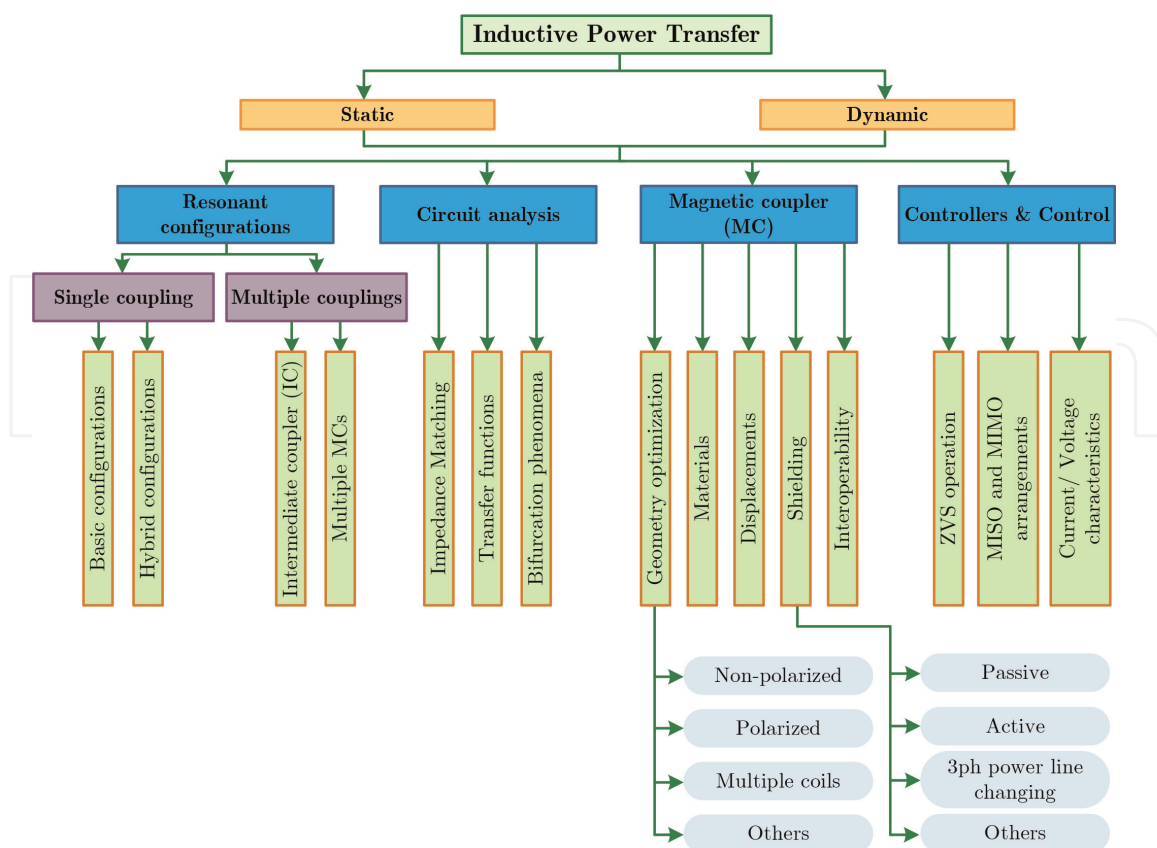 Inductive Power Transfer
Static
Dynamic
Resonant
configurations
Circuit analysis
Magnetic coupler
(MC)
Controllers & Control
Single coupling
Multiple couplings
Basic configurations
Hybrid configurations
Intermediate coupler (IC)
Multiple MCs
Impedance Matching
Transfer functions
Bifurcation phenomena
Geometry optimization
Materials
Displacements
Shielding
Interoperability
ZVS operation
MISO and MIMO
arrangements
Current/ Voltage
characteristics
Non-polarized
Polarized
Multiple coils
Others
Passive
Active
3ph power line
changing
Others